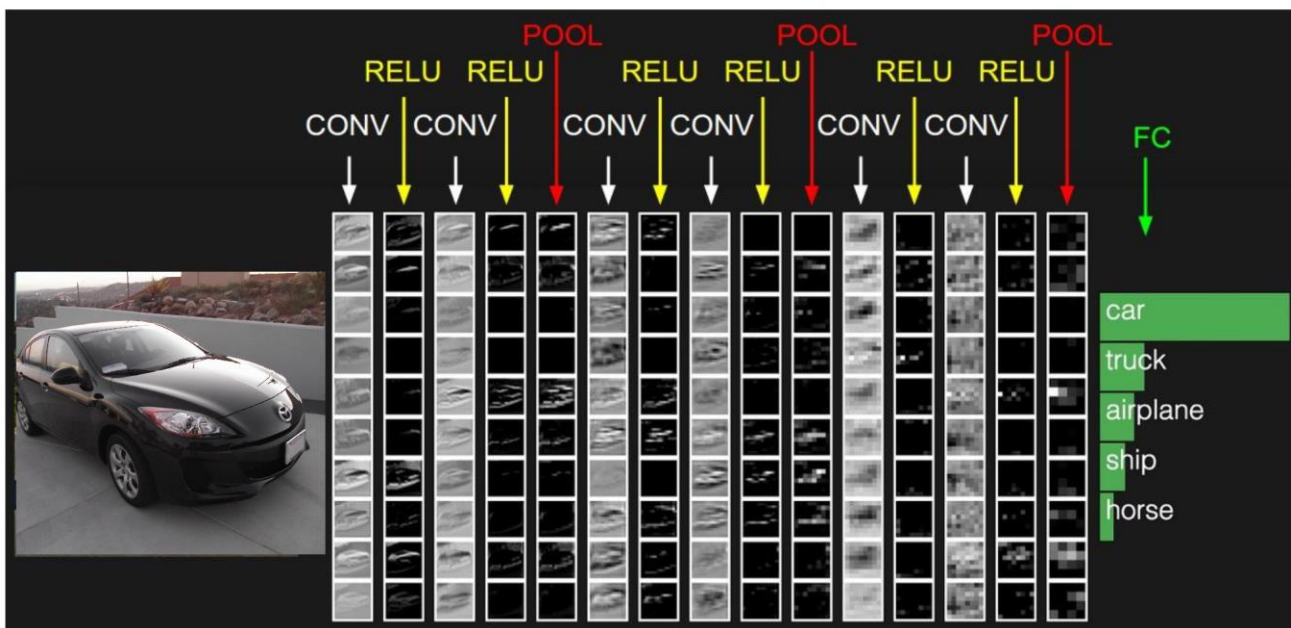 POOL POOL POOL
RELU RELU RELU RELU RELU RELU
CONV CONV CONV CONV CONV CONV
FC
car
truck
airplane
ship
horse